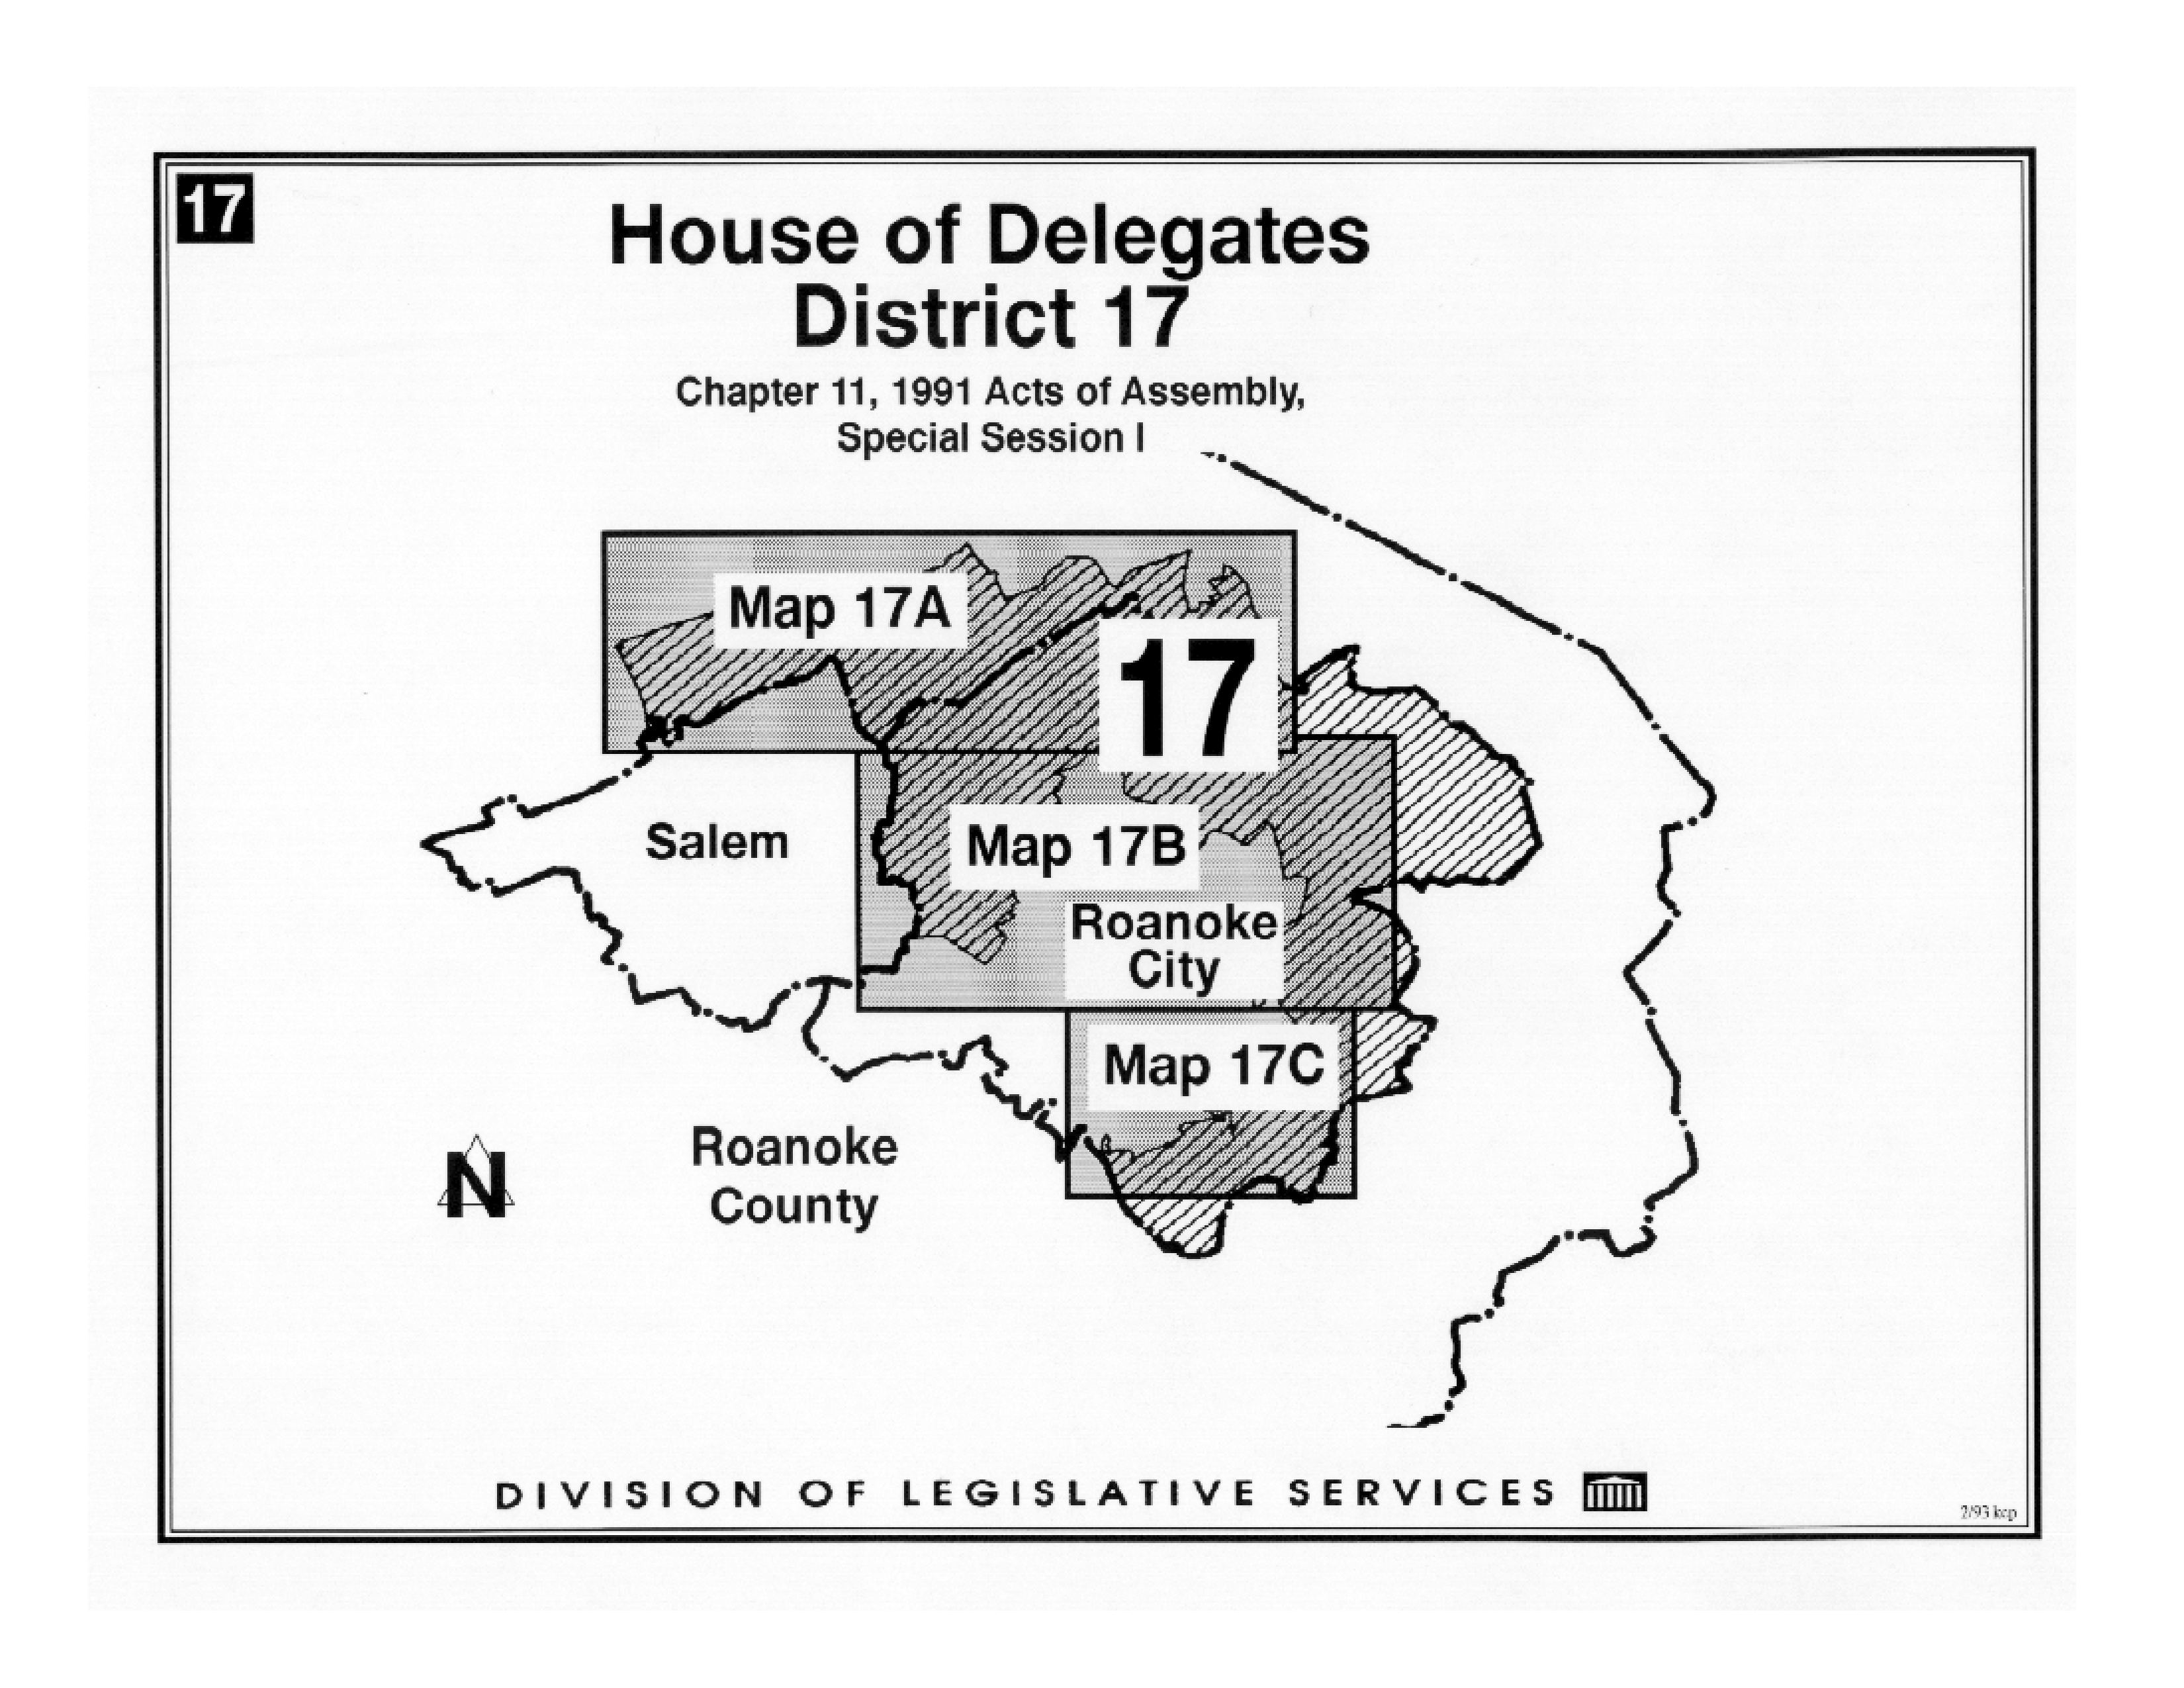 17
House of Delegates
District 17
Chapter 11, 1991 Acts of Assembly,
Special Session I
Map 17A
17
Salem
Map 17B
Roanoke
City
Map 17C
Roanoke
County
N
DIVISION OF LEGISLATIVE SERVICES
2/93 kcp